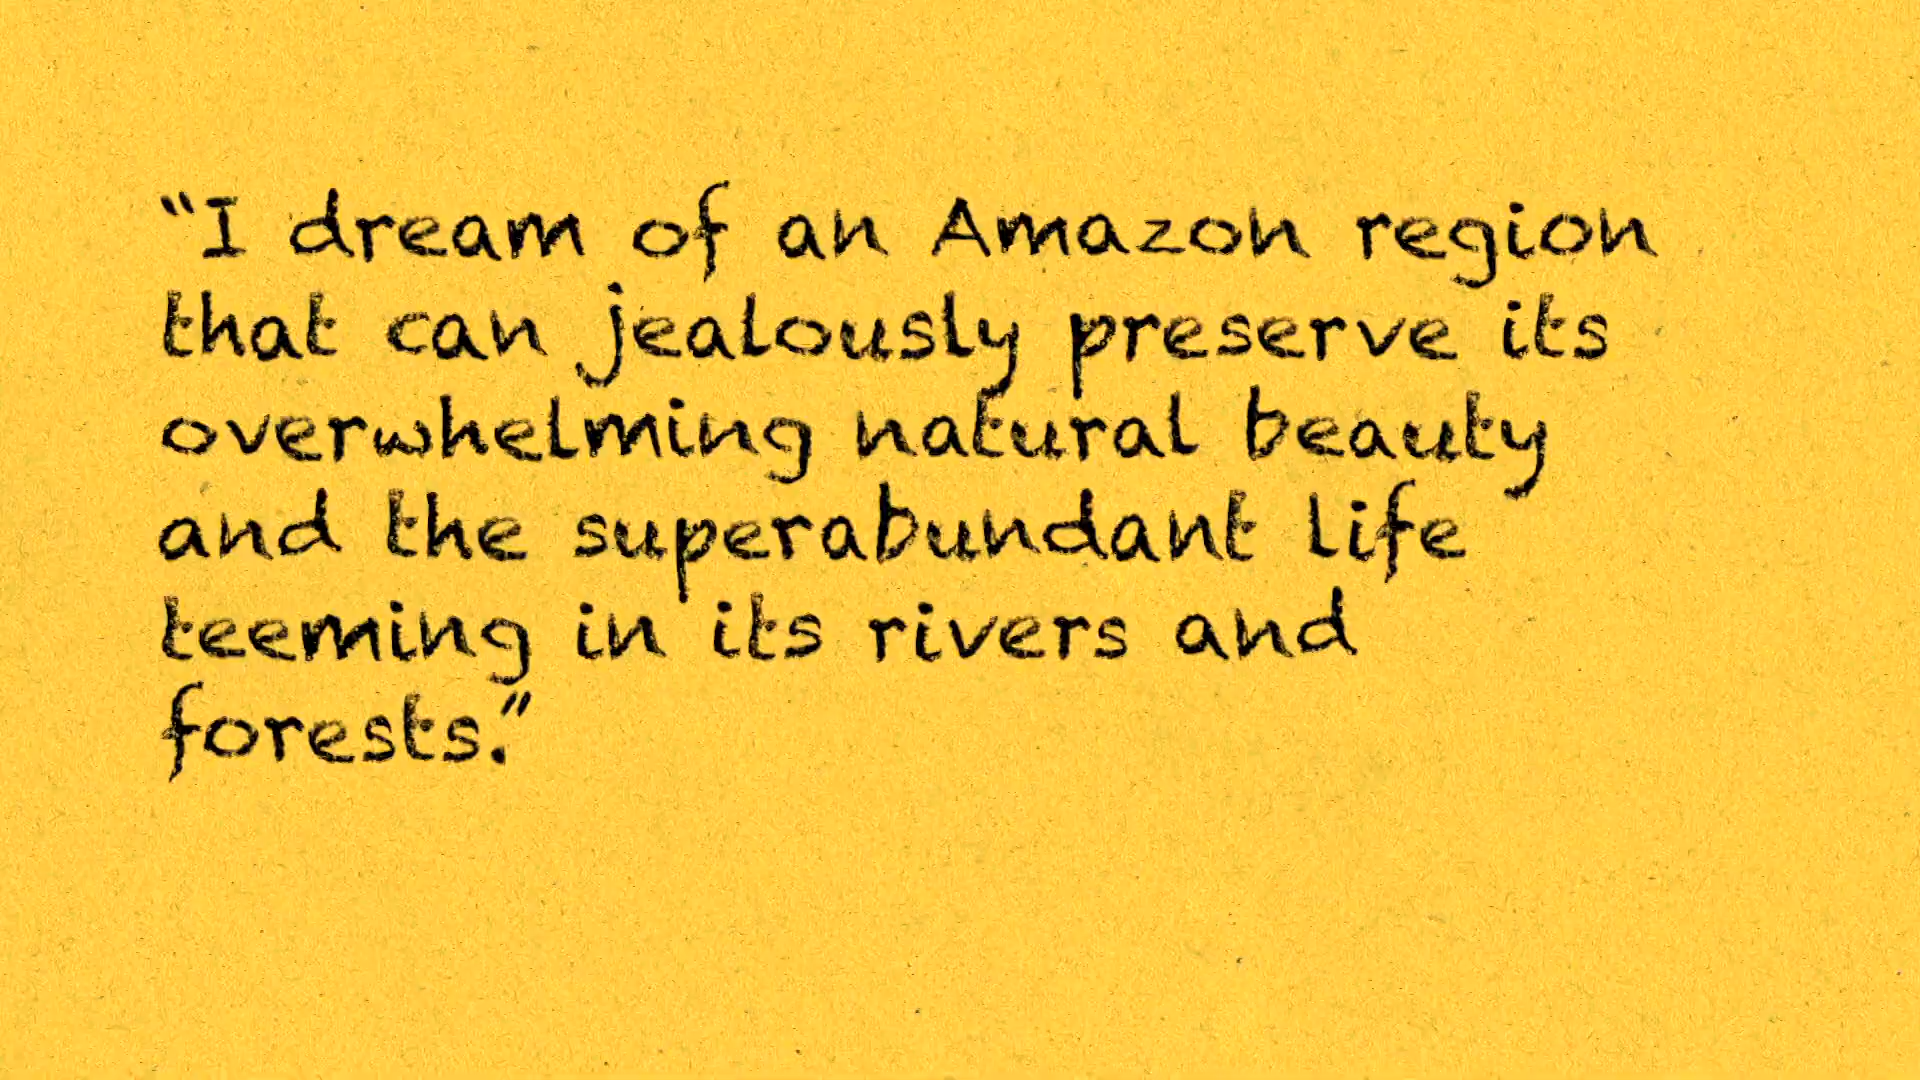 “I dream of an Amazon region
that can jealously preserve its
overwhelming natural beauty
and the superabundant life
teeming in its rivers and
forests.”